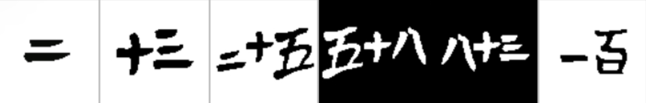 二 十三 二十五 五十八 八十三 一百